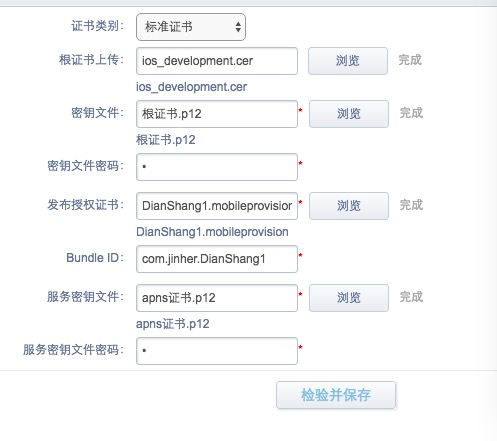 证书类别: 标准证书
根证书上传: ios_development.cer 浏览 完成
ios_development.cer
密钥文件: 根证书.p12 * 浏览 完成
根证书.p12
密钥文件密码: • *
发布授权证书: DianShang1.mobileprovision * 浏览 完成
DianShang1.mobileprovision
Bundle ID: com.jinher.DianShang1 *
服务密钥文件: apns证书.p12 * 浏览 完成
apns证书.p12
服务密钥文件密码: • *
检验并保存